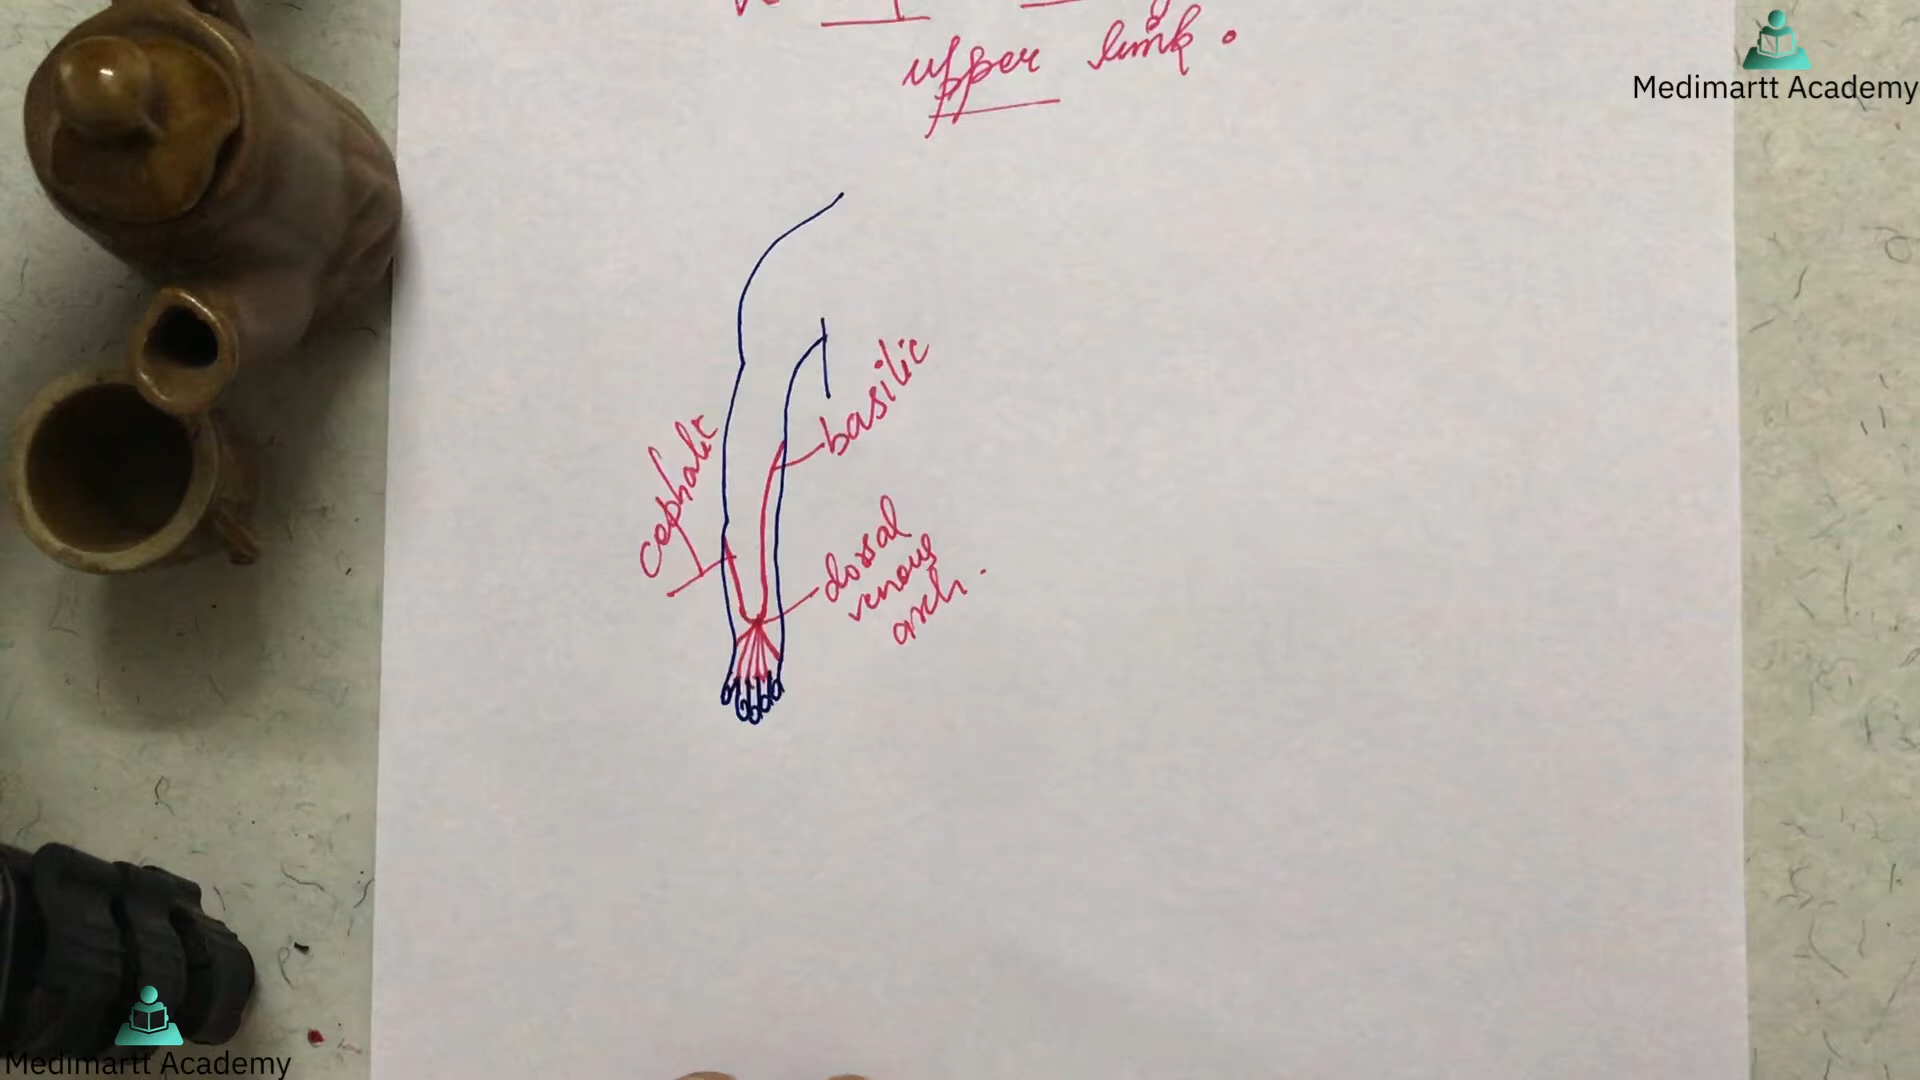 upper limb.
Medimartt Academy
basilic
cephalic
dorsal
venous
arch.
Medimartt Academy